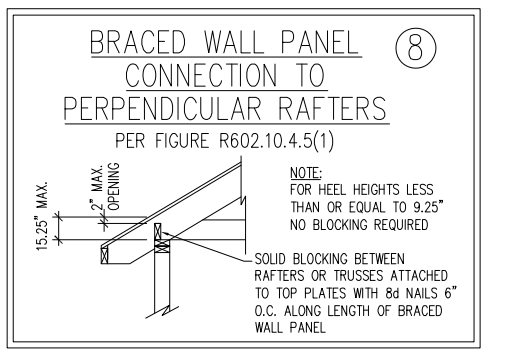 BRACED WALL PANEL
CONNECTION TO
PERPENDICULAR RAFTERS
8
PER FIGURE R602.10.4.5(1)
15.25" MAX.
2" MAX.
OPENING
NOTE:
FOR HEEL HEIGHTS LESS
THAN OR EQUAL TO 9.25"
NO BLOCKING REQUIRED
SOLID BLOCKING BETWEEN
RAFTERS OR TRUSSES ATTACHED
TO TOP PLATES WITH 8d NAILS 6"
O.C. ALONG LENGTH OF BRACED
WALL PANEL